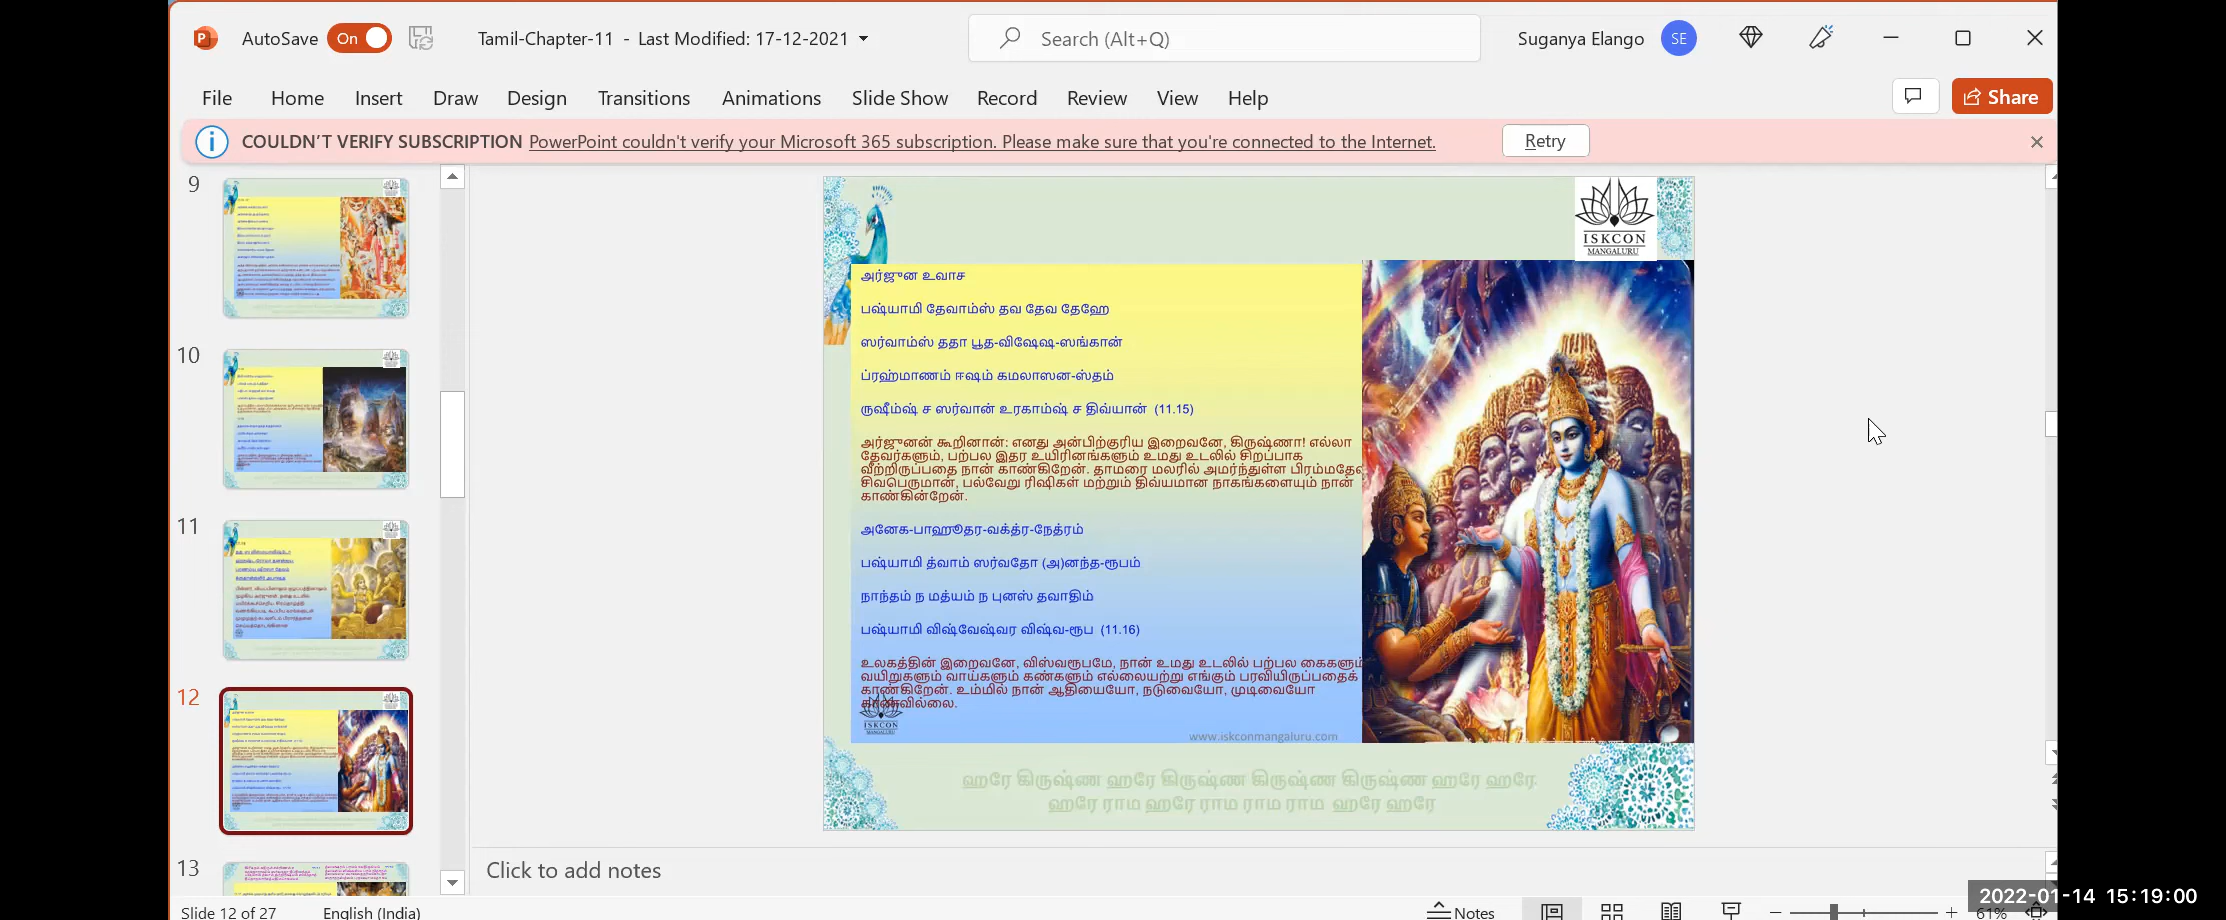 AutoSave On
Tamil-Chapter-11 - Last Modified: 17-12-2021
Search (Alt+Q)
Suganya Elango SE
File Home Insert Draw Design Transitions Animations Slide Show Record Review View Help
Share
COULDN'T VERIFY SUBSCRIPTION PowerPoint couldn't verify your Microsoft 365 subscription. Please make sure that you're connected to the Internet. Retry
9
10
11
12
13
ISKCON
MANGALURU
அர்ஜுன உவாச
பஷ்யாமி தேவாம்ஸ் தவ தேவ தேஹே
ஸர்வாம்ஸ் ததா பூத-விஷேஷ-ஸங்கான்
ப்ரஹ்மாணம் ஈஷம் கமலாஸன-ஸ்தம்
ருஷீம்ஷ் ச ஸர்வான் உரகாம்ஷ் ச திவ்யான் (11.15)
அர்ஜுனன் கூறினான்: எனது அன்பிற்குரிய இறைவனே, கிருஷ்ணா! எல்லா
தேவர்களும், பற்பல இதர உயிரினங்களும் உமது உடலில் சிறப்பாக
வீற்றிருப்பதை நான் காண்கிறேன். தாமரை மலரில் அமர்ந்துள்ள
சிவபெருமான், பல்வேறு ரிஷிகள் மற்றும் திவ்யமான நாகங்களையும் நான்
காண்கின்றேன்.
அனேக-பாஹூதர-வக்த்ர-நேத்ரம்
பஷ்யாமி த்வாம் ஸர்வதோ (அ)னந்த-ரூபம்
நாந்தம் ந மத்யம் ந புனஸ் தவாதிம்
பஷ்யாமி விஷ்வேஷ்வர விஷ்வ-ரூப (11.16)
உலகத்தின் இறைவனே, விஸ்வரூபமே, நான் உமது உடலில் பற்பல கைகளும்
வயிறுகளும் வாய்களும் கண்களும் எல்லையற்று எங்கும் பரவியிருப்பதைக்
காண்கிறேன். உம்மில் நான் ஆதியையோ, நடுவையோ, முடிவையோ
காணவில்லை.
ISKCON
MANGALURU
www.iskconmangaluru.com
ஹரே கிருஷ்ண ஹரே கிருஷ்ண கிருஷ்ண கிருஷ்ண ஹரே ஹரே
ஹரே ராம ஹரே ராம ராம ராம ஹரே ஹரே
Click to add notes
Slide 12 of 27 English (India) Notes 61%
2022-01-14 15:19:00